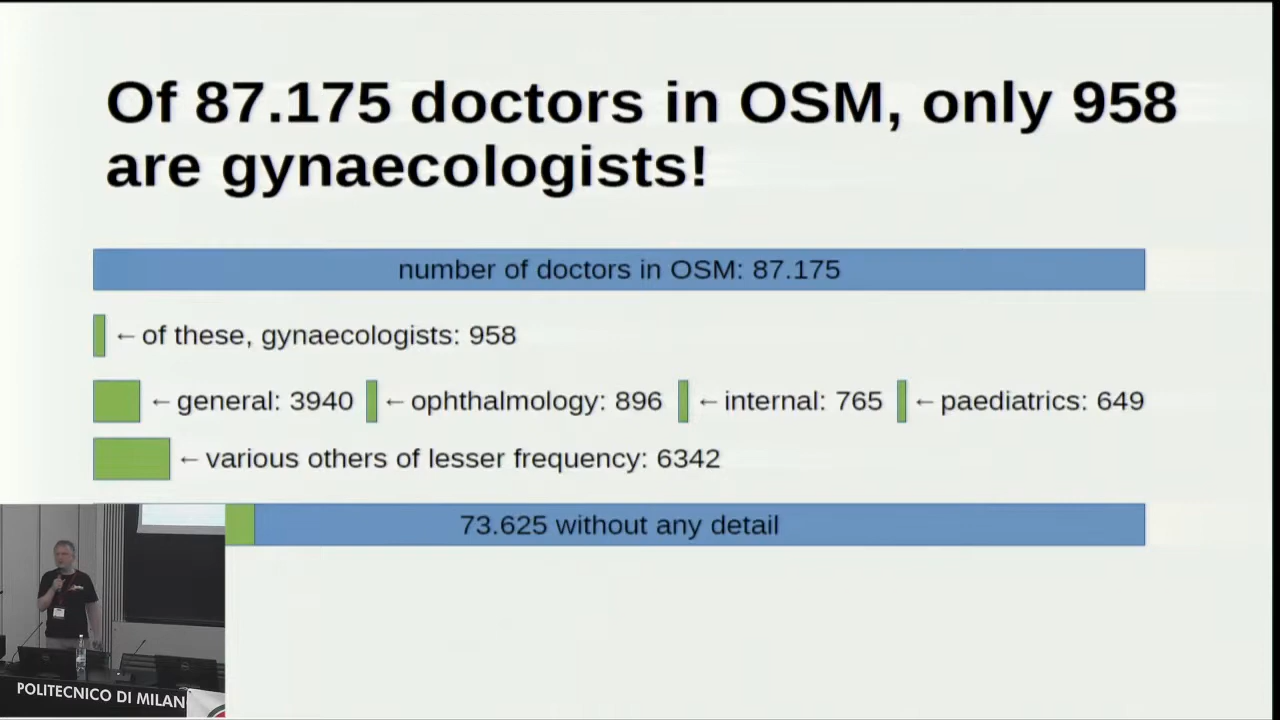 Of 87.175 doctors in OSM, only 958
are gynaecologists!
number of doctors in OSM: 87.175
←of these, gynaecologists: 958
←general: 3940 ←ophthalmology: 896 ←internal: 765 ←paediatrics: 649
←various others of lesser frequency: 6342
73.625 without any detail
POLITECNICO DI MILAN